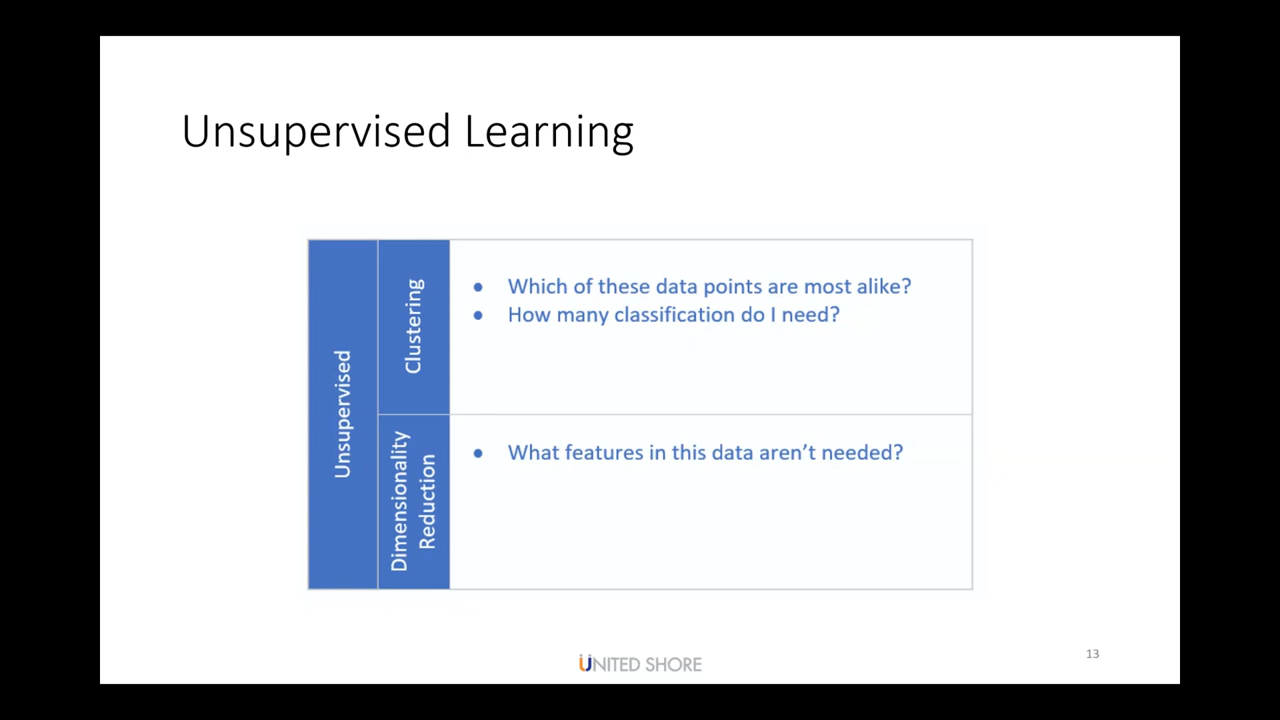 Unsupervised Learning
Unsupervised
Clustering
● Which of these data points are most alike?
● How many classification do I need?
Dimensionality
Reduction
● What features in this data aren't needed?
UNITED SHORE
13